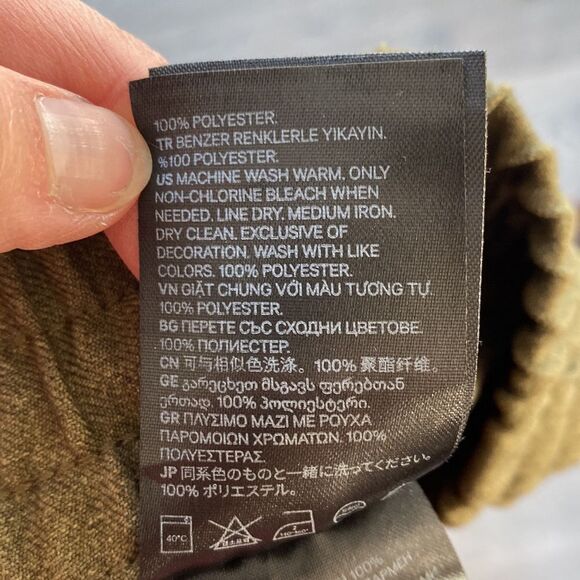 100% POLYESTER.
TR BENZER RENKLERLE YIKAYIN.
%100 POLYESTER.
US MACHINE WASH WARM. ONLY
NON-CHLORINE BLEACH WHEN
NEEDED. LINE DRY. MEDIUM IRON.
DRY CLEAN. EXCLUSIVE OF
DECORATION. WASH WITH LIKE
COLORS. 100% POLYESTER.
VN GIẶT CHUNG VỚI MÀU TƯƠNG TỰ.
100% POLYESTER.
BG ПЕРЕТЕ СЪС СХОДНИ ЦВЕТОВЕ.
100% ПОЛИЕСТЕР.
CN 可与相似色洗涤。100% 聚酯纤维。
GE გარეცხეთ მსგავს ფერებთან
ერთად. 100% პოლიესტერი.
GR ΠΛΥΣΙΜΟ ΜΑΖΙ ΜΕ ΡΟΥΧΑ
ΠΑΡΟΜΟΙΩΝ ΧΡΩΜΑΤΩΝ. 100%
ΠΟΛΥΕΣΤΕΡΑΣ.
JP 同系色のものと一緒に洗ってください。
100% ポリエステル。
40°C
100%